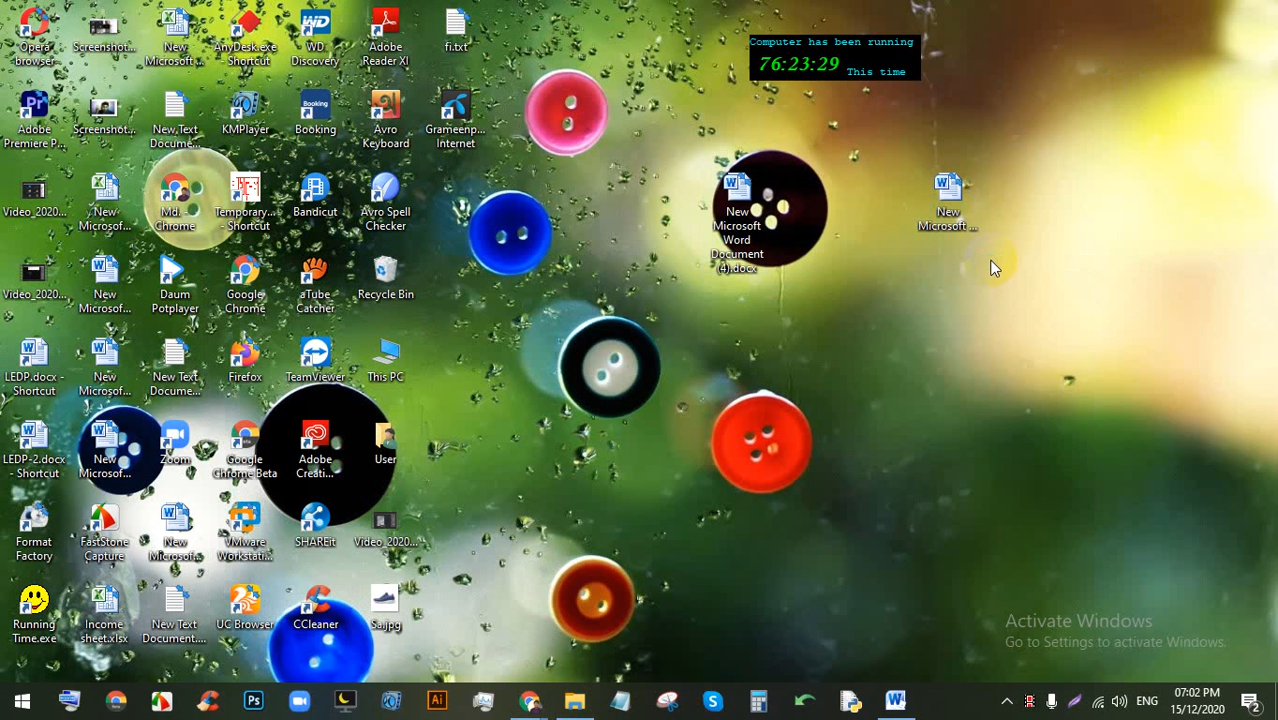 Opera
browser
Screenshot...
New
Microsoft ...
AnyDesk.exe
Shortcut
WD
Discovery
Adobe
Reader XI
fi.txt
Adobe
Premiere P...
Screenshot...
New Text
Docume...
KMPlayer
Booking
Avro
Keyboard
Grameenp...
Internet
Video_2020...
New
Microsof...
Md. -
Chrome
Temporary...
- Shortcut
Bandicut
Avro Spell
Checker
Video_2020...
New
Microsof...
Daum
Potplayer
Google
Chrome
aTube
Catcher
Recycle Bin
LEDP.docx -
Shortcut
New
Microsof...
New Text
Docume...
Firefox
TeamViewer
This PC
LEDP-2.docx
- Shortcut
New
Microsof...
Zoom
Google
Chrome Beta
Adobe
Creati...
User
Format
Factory
FastStone
Capture
New
Microsof...
VMware
Workstati...
SHAREit
Video_2020...
Running
Time.exe
Income
sheet.xlsx
New Text
Document....
UC Browser
CCleaner
Computer has been running
76:23:29 This time
New
Microsoft
Word
Document
(4).docx
New
Microsoft ...
Activate Windows
Go to Settings to activate Windows.
ENG
07:02 PM
15/12/2020
2